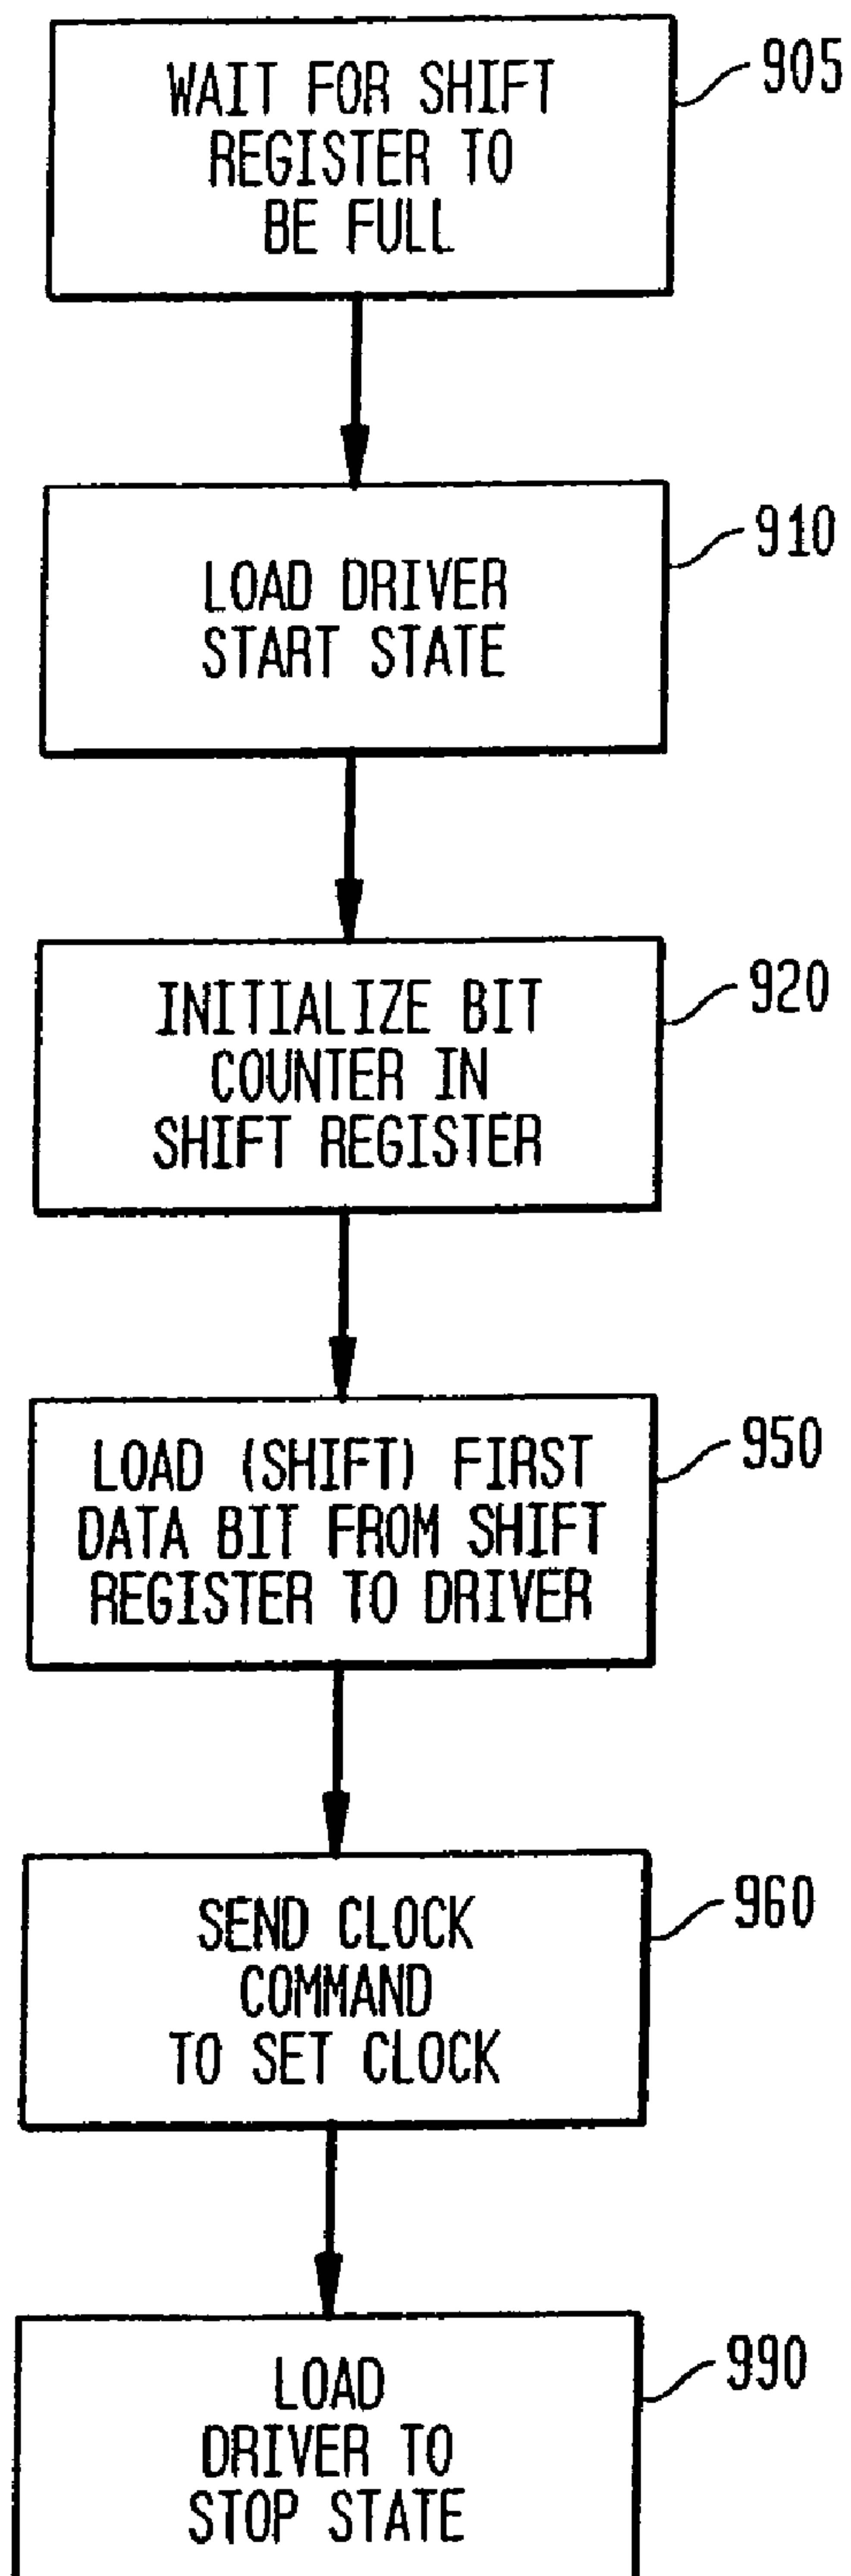 WAIT FOR SHIFT
REGISTER TO
BE FULL
905
LOAD DRIVER
START STATE
910
INITIALIZE BIT
COUNTER IN
SHIFT REGISTER
920
LOAD (SHIFT) FIRST
DATA BIT FROM SHIFT
REGISTER TO DRIVER
950
SEND CLOCK
COMMAND
TO SET CLOCK
960
LOAD
DRIVER TO
STOP STATE
990